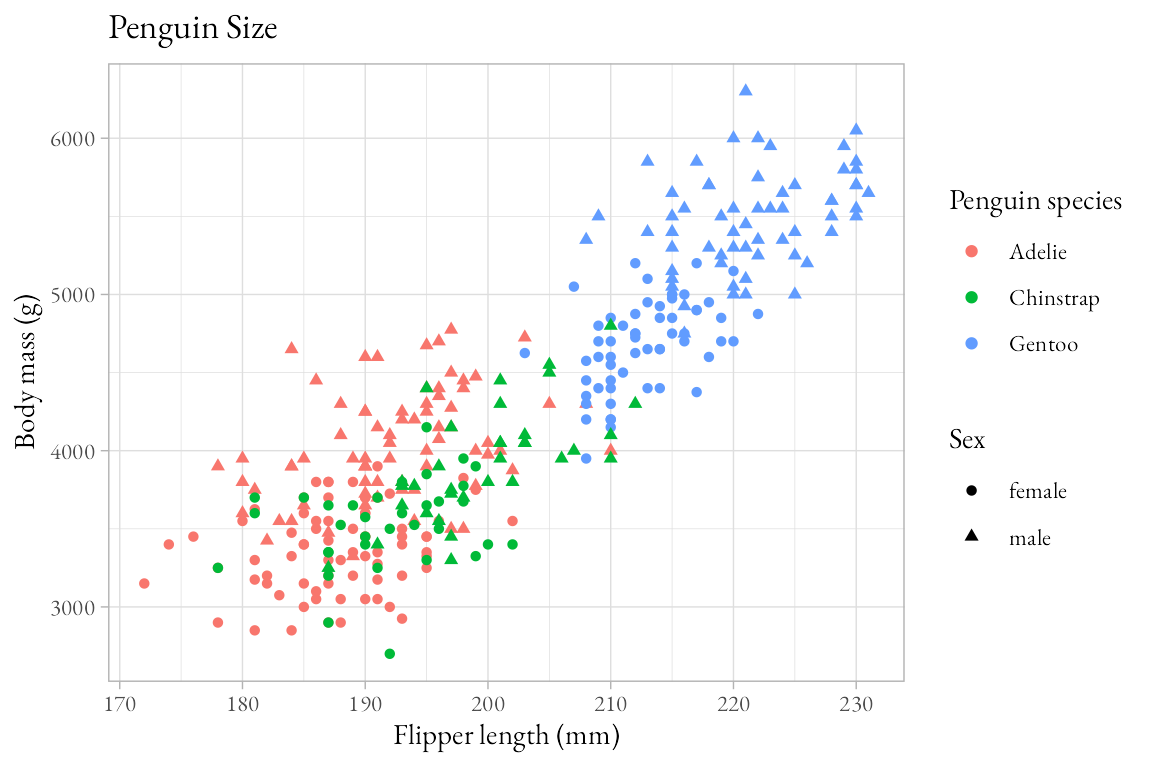 Penguin Size
6000
5000
4000
3000
Body mass (g)
170 180 190 200 210 220 230
Flipper length (mm)
Penguin species
Adelie
Chinstrap
Gentoo
Sex
female
male